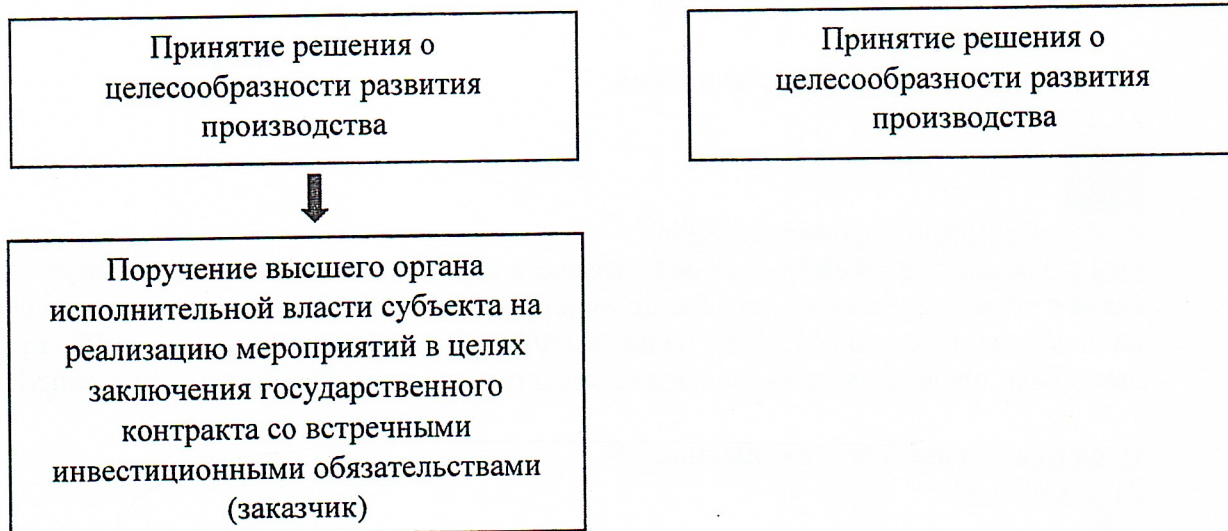 Принятие решения о
целесообразности развития
производства
Принятие решения о
целесообразности развития
производства
Поручение высшего органа
исполнительной власти субъекта на
реализацию мероприятий в целях
заключения государственного
контракта со встречными
инвестиционными обязательствами
(заказчик)